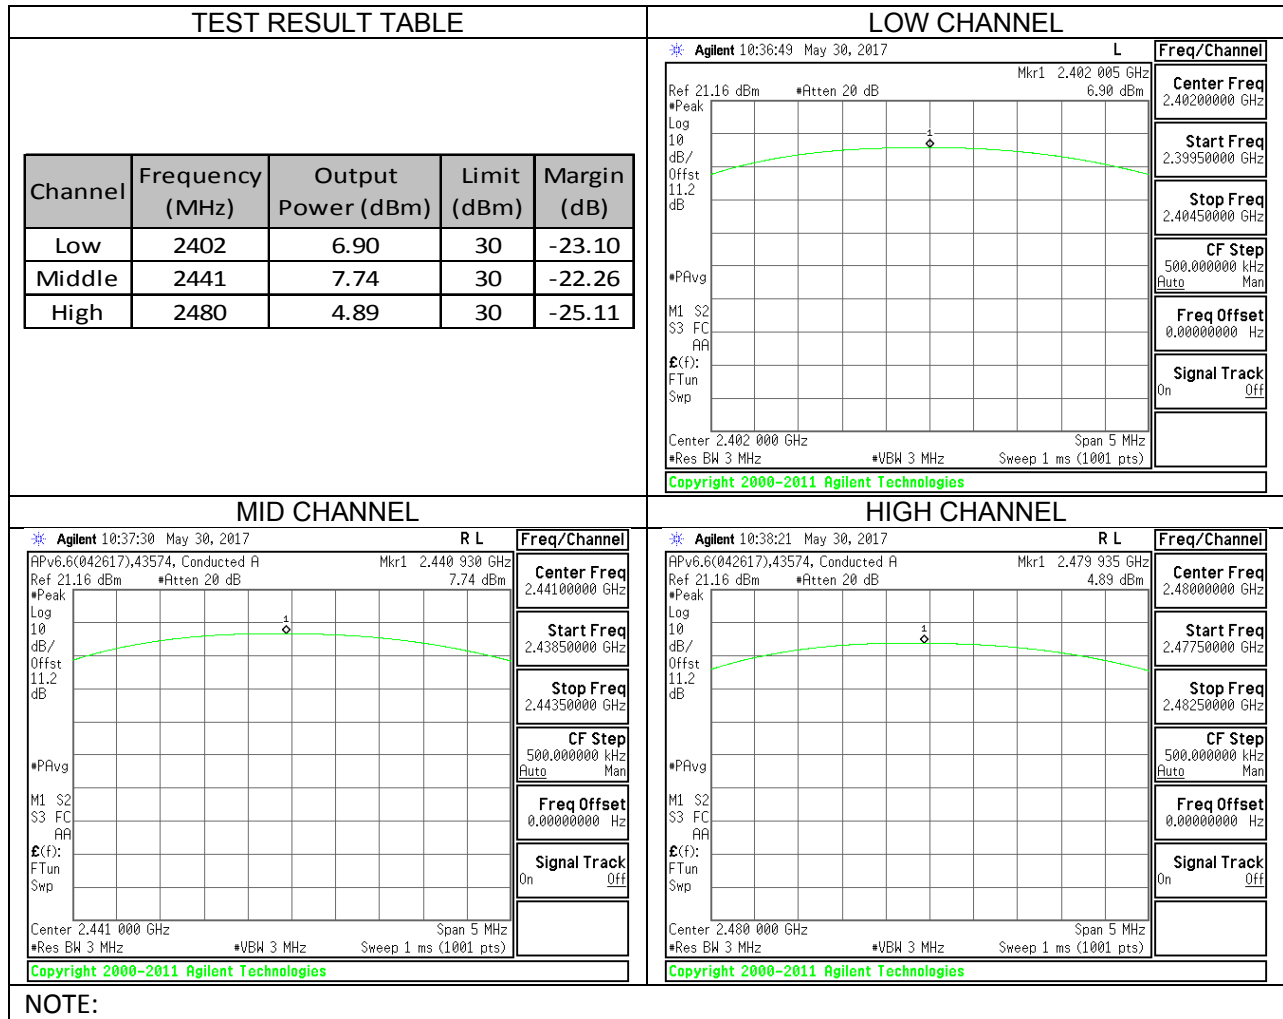 TEST RESULT TABLE
Channel Frequency (MHz) Output Power (dBm) Limit (dBm) Margin (dB)
Low 2402 6.90 30 -23.10
Middle 2441 7.74 30 -22.26
High 2480 4.89 30 -25.11
LOW CHANNEL
Agilent 10:36:49 May 30, 2017 L
Freq/Channel
Mkr1 2.402 005 GHz
Ref 21.16 dBm #Atten 20 dB 6.90 dBm
#Peak
Log
10
dB/
Offst
11.2
dB
#PAvg
M1 S2
S3 FC
AA
£(f):
FTun
Swp
1
Center 2.402 000 GHz Span 5 MHz
#Res BW 3 MHz #VBW 3 MHz Sweep 1 ms (1001 pts)
Copyright 2000-2011 Agilent Technologies
Center Freq
2.40200000 GHz
Start Freq
2.39950000 GHz
Stop Freq
2.40450000 GHz
CF Step
500.000000 kHz
Auto Man
Freq Offset
0.00000000 Hz
Signal Track
On Off
MID CHANNEL
Agilent 10:37:30 May 30, 2017 R L
Freq/Channel
APv6.6(042617),43574, Conducted A Mkr1 2.440 930 GHz
Ref 21.16 dBm #Atten 20 dB 7.74 dBm
#Peak
Log
10
dB/
Offst
11.2
dB
#PAvg
M1 S2
S3 FC
AA
£(f):
FTun
Swp
1
Center 2.441 000 GHz Span 5 MHz
#Res BW 3 MHz #VBW 3 MHz Sweep 1 ms (1001 pts)
Copyright 2000-2011 Agilent Technologies
Center Freq
2.44100000 GHz
Start Freq
2.43850000 GHz
Stop Freq
2.44350000 GHz
CF Step
500.000000 kHz
Auto Man
Freq Offset
0.00000000 Hz
Signal Track
On Off
HIGH CHANNEL
Agilent 10:38:21 May 30, 2017 R L
Freq/Channel
APv6.6(042617),43574, Conducted A Mkr1 2.479 935 GHz
Ref 21.16 dBm #Atten 20 dB 4.89 dBm
#Peak
Log
10
dB/
Offst
11.2
dB
#PAvg
M1 S2
S3 FC
AA
£(f):
FTun
Swp
1
Center 2.480 000 GHz Span 5 MHz
#Res BW 3 MHz #VBW 3 MHz Sweep 1 ms (1001 pts)
Copyright 2000-2011 Agilent Technologies
Center Freq
2.48000000 GHz
Start Freq
2.47750000 GHz
Stop Freq
2.48250000 GHz
CF Step
500.000000 kHz
Auto Man
Freq Offset
0.00000000 Hz
Signal Track
On Off
NOTE: